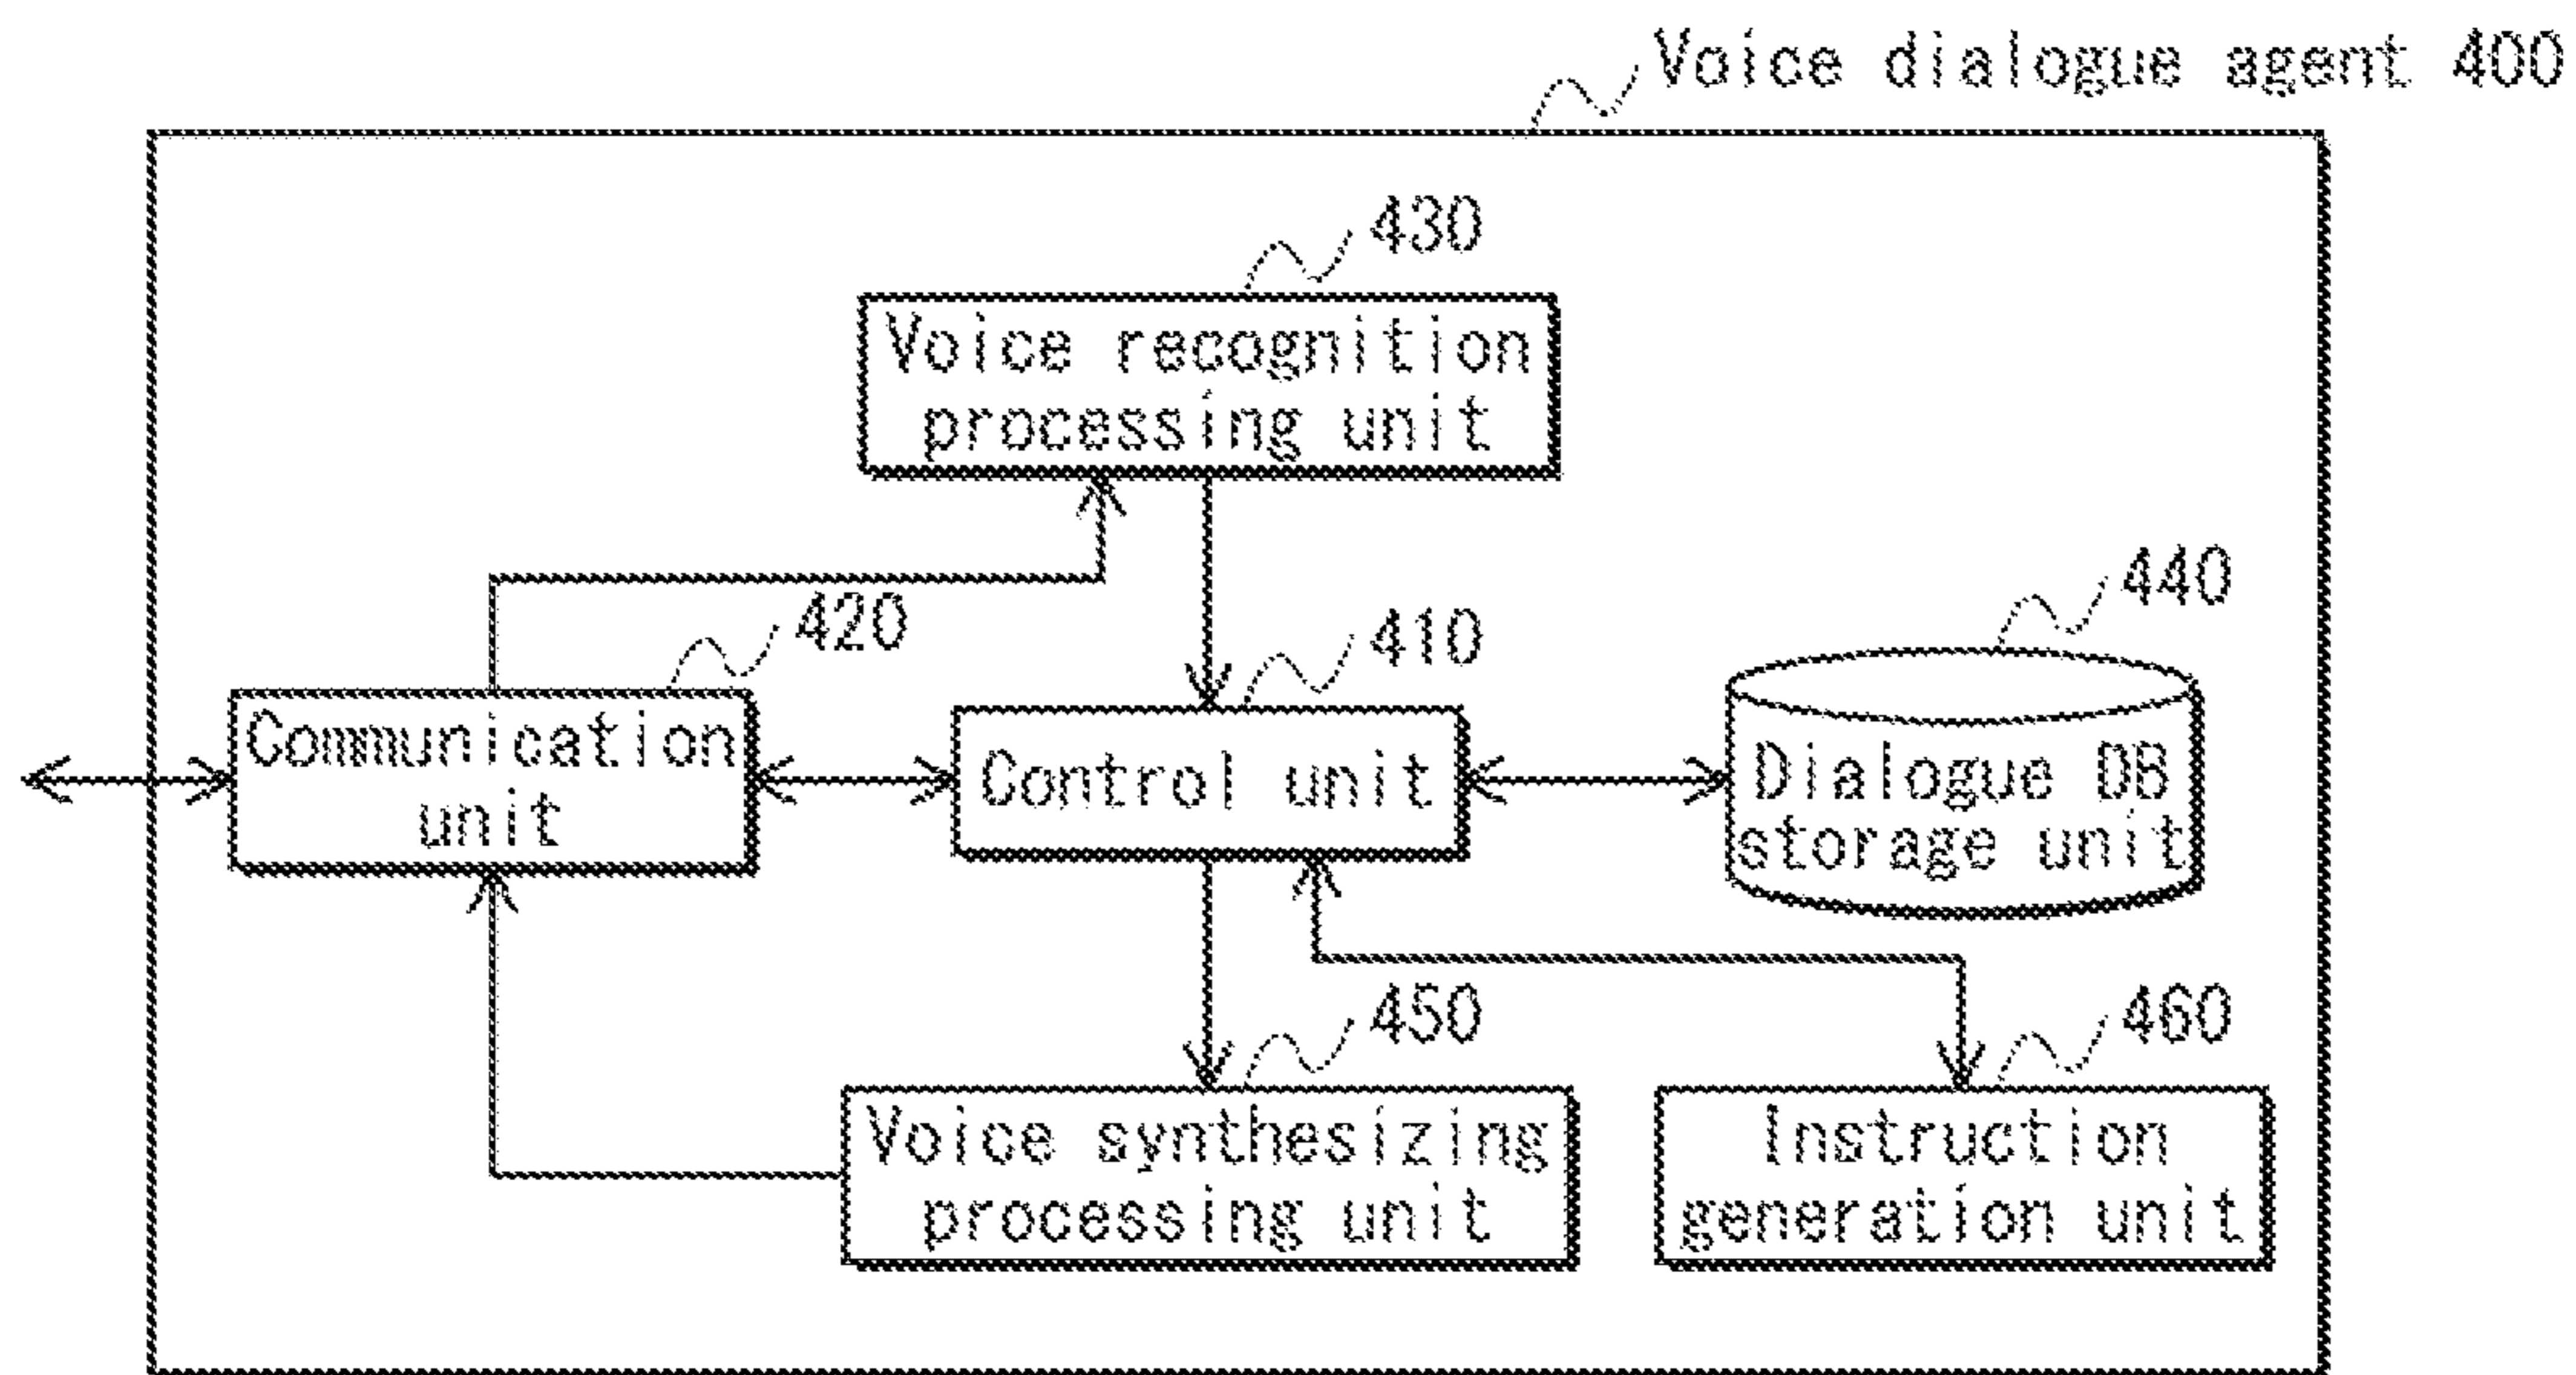 Voice dialogue agent 400
430
Voice recognition
processing unit
440
420
410
Communication
unit
Control unit
Dialogue DB
storage unit
450
460
Voice synthesizing
processing unit
Instruction
generation unit